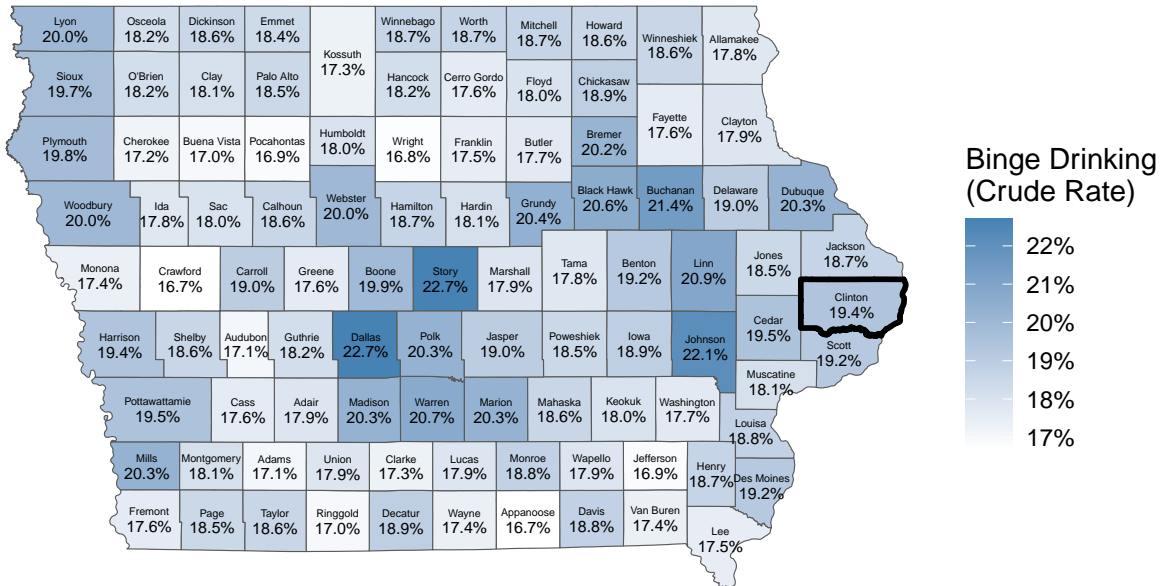 Lyon
20.0%
Osceola
18.2%
Dickinson
18.6%
Emmet
18.4%
Kossuth
17.3%
Winnebago
18.7%
Worth
18.7%
Mitchell
18.7%
Howard
18.6%
Winneshiek
18.6%
Allamakee
17.8%
Sioux
19.7%
O'Brien
18.2%
Clay
18.1%
Palo Alto
18.5%
Hancock
18.2%
Cerro Gordo
17.6%
Floyd
18.0%
Chickasaw
18.9%
Fayette
17.6%
Clayton
17.9%
Plymouth
19.8%
Cherokee
17.2%
Buena Vista
17.0%
Pocahontas
16.9%
Humboldt
18.0%
Wright
16.8%
Franklin
17.5%
Butler
17.7%
Bremer
20.2%
Woodbury
20.0%
Ida
17.8%
Sac
18.0%
Calhoun
18.6%
Webster
20.0%
Hamilton
18.7%
Hardin
18.1%
Grundy
20.4%
Black Hawk
20.6%
Buchanan
21.4%
Delaware
19.0%
Dubuque
20.3%
Monona
17.4%
Crawford
16.7%
Carroll
19.0%
Greene
17.6%
Boone
19.9%
Story
22.7%
Marshall
17.9%
Tama
17.8%
Benton
19.2%
Linn
20.9%
Jones
18.5%
Jackson
18.7%
Clinton
19.4%
Harrison
19.4%
Shelby
18.6%
Audubon
17.1%
Guthrie
18.2%
Dallas
22.7%
Polk
20.3%
Jasper
19.0%
Poweshiek
18.5%
Iowa
18.9%
Johnson
22.1%
Cedar
19.5%
Scott
19.2%
Muscatine
18.1%
Pottawattamie
19.5%
Cass
17.6%
Adair
17.9%
Madison
20.3%
Warren
20.7%
Marion
20.3%
Mahaska
18.6%
Keokuk
18.0%
Washington
17.7%
Louisa
18.8%
Mills
20.3%
Montgomery
18.1%
Adams
17.1%
Union
17.9%
Clarke
17.3%
Lucas
17.9%
Monroe
18.8%
Wapello
17.9%
Jefferson
16.9%
Henry
18.7%
Des Moines
19.2%
Fremont
17.6%
Page
18.5%
Taylor
18.6%
Ringgold
17.0%
Decatur
18.9%
Wayne
17.4%
Appanoose
16.7%
Davis
18.8%
Van Buren
17.4%
Lee
17.5%
Binge Drinking
(Crude Rate)
22%
21%
20%
19%
18%
17%